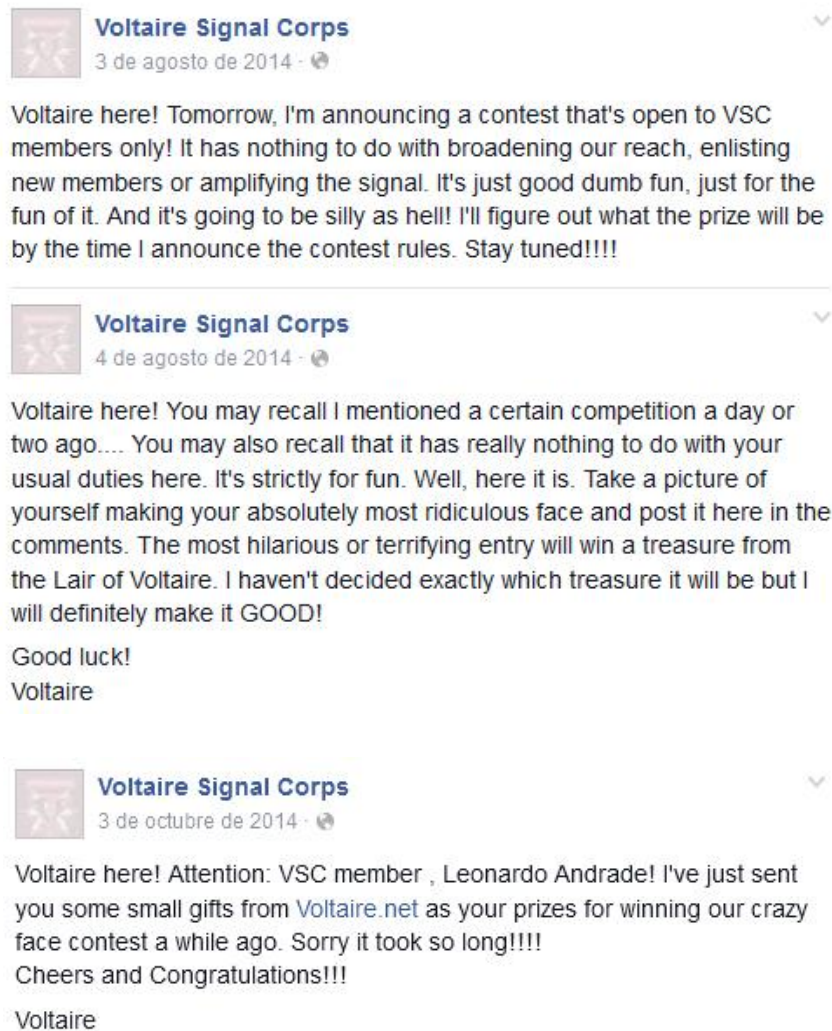 Voltaire Signal Corps
3 de agosto de 2014 ·
Voltaire here! Tomorrow, I'm announcing a contest that's open to VSC
members only! It has nothing to do with broadening our reach, enlisting
new members or amplifying the signal. It's just good dumb fun, just for the
fun of it. And it's going to be silly as hell! I'll figure out what the prize will be
by the time I announce the contest rules. Stay tuned!!!!
Voltaire Signal Corps
4 de agosto de 2014 ·
Voltaire here! You may recall I mentioned a certain competition a day or
two ago.... You may also recall that it has really nothing to do with your
usual duties here. It's strictly for fun. Well, here it is. Take a picture of
yourself making your absolutely most ridiculous face and post it here in the
comments. The most hilarious or terrifying entry will win a treasure from
the Lair of Voltaire. I haven't decided exactly which treasure it will be but I
will definitely make it GOOD!
Good luck!
Voltaire
Voltaire Signal Corps
3 de octubre de 2014 ·
Voltaire here! Attention: VSC member , Leonardo Andrade! I've just sent
you some small gifts from Voltaire.net as your prizes for winning our crazy
face contest a while ago. Sorry it took so long!!!!
Cheers and Congratulations!!!
Voltaire